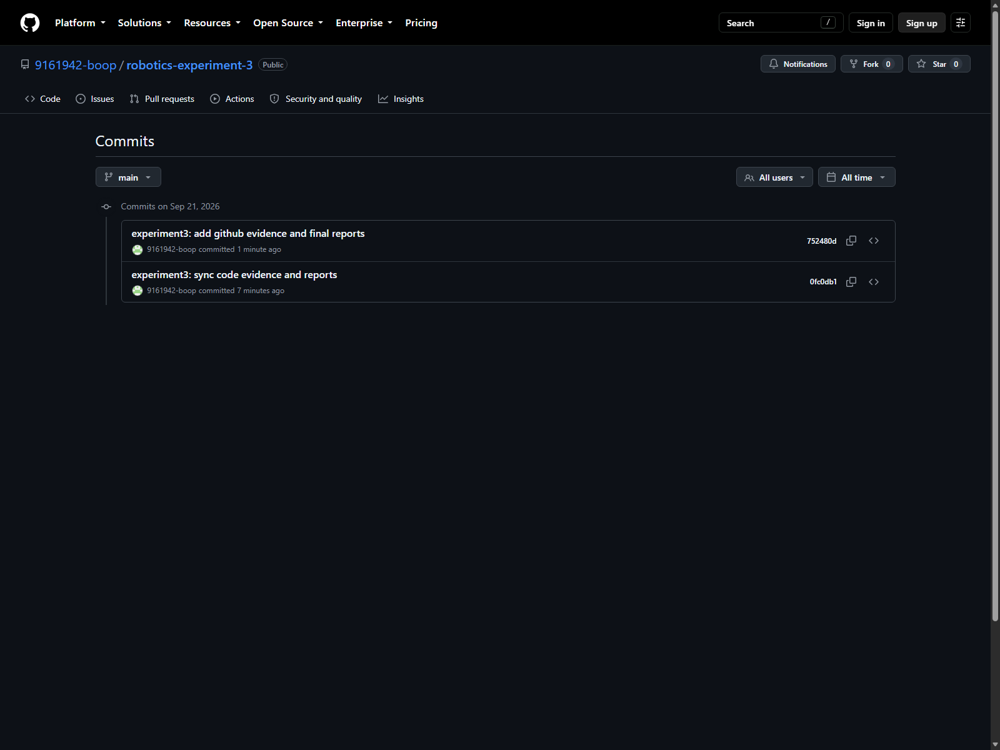 Platform Solutions Resources Open Source Enterprise Pricing Search / Sign in Sign up
9161942-boop / robotics-experiment-3 Public Notifications Fork 0 Star 0
Code Issues Pull requests Actions Security and quality Insights
Commits
main All users All time
Commits on Sep 21, 2026
experiment3: add github evidence and final reports
9161942-boop committed 1 minute ago
752480d
experiment3: sync code evidence and reports
9161942-boop committed 7 minutes ago
0fc0db1